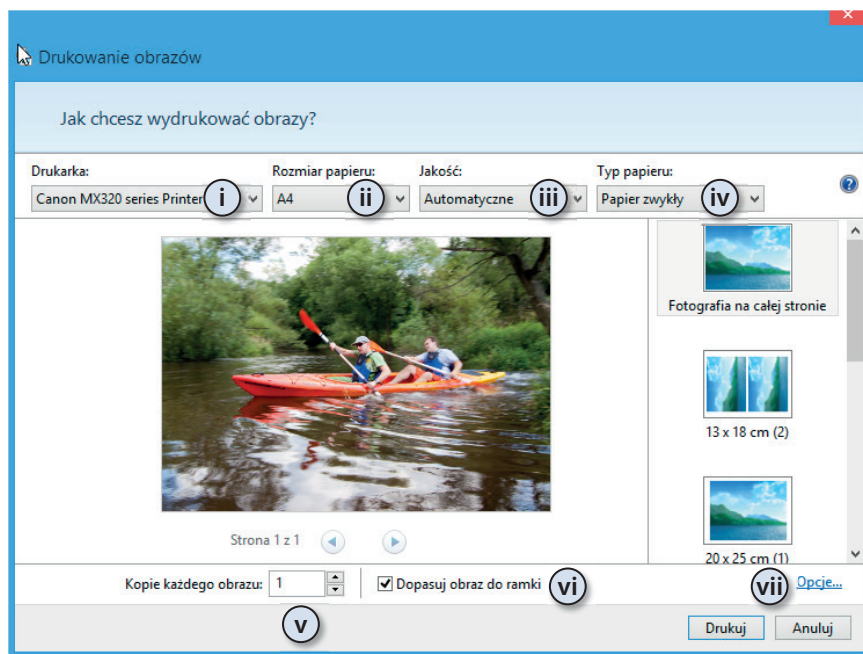 Drukowanie obrazów
Jak chcesz wydrukować obrazy?
Drukarka: Rozmiar papieru: Jakość: Typ papieru:
Canon MX320 series Printer i A4 ii Automatyczne iii Papier zwykły iv
Fotografia na całej stronie
13 x 18 cm (2)
20 x 25 cm (1)
Strona 1 z 1
Kopie każdego obrazu: 1 Dopasuj obraz do ramki vi vii Opcje...
v
Drukuj Anuluj